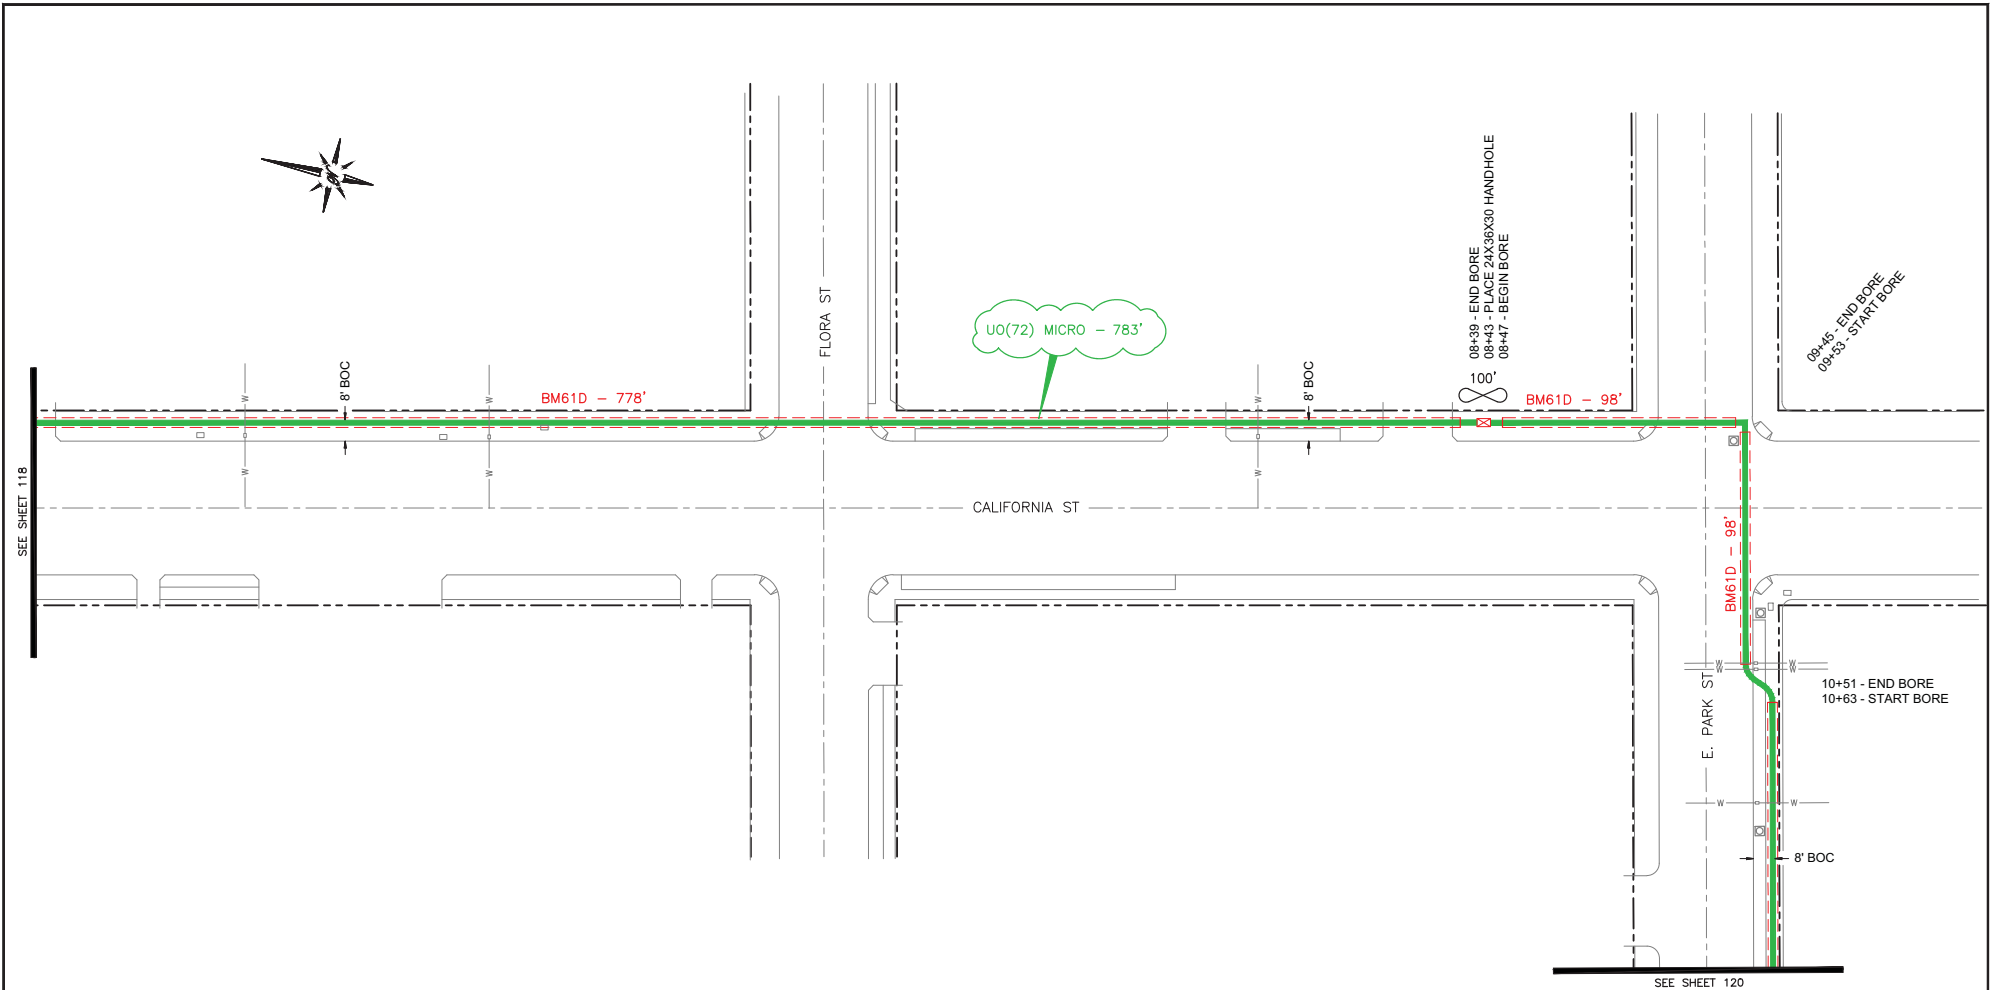 FLORA ST
08+39 - END BORE
08+43 - PLACE 24X36X30 HANDHOLE
08+47 - BEGIN BORE
09+45 - END BORE
09+53 - START BORE
UO(72) MICRO - 783'
8' BOC
BM61D - 778'
8' BOC
100'
BM61D - 98'
W
W
W
W
W
W
SEE SHEET 118
CALIFORNIA ST
BM61D - 98'
W
W
W
W
10+51 - END BORE
10+63 - START BORE
E. PARK ST
W
W
8' BOC
SEE SHEET 120